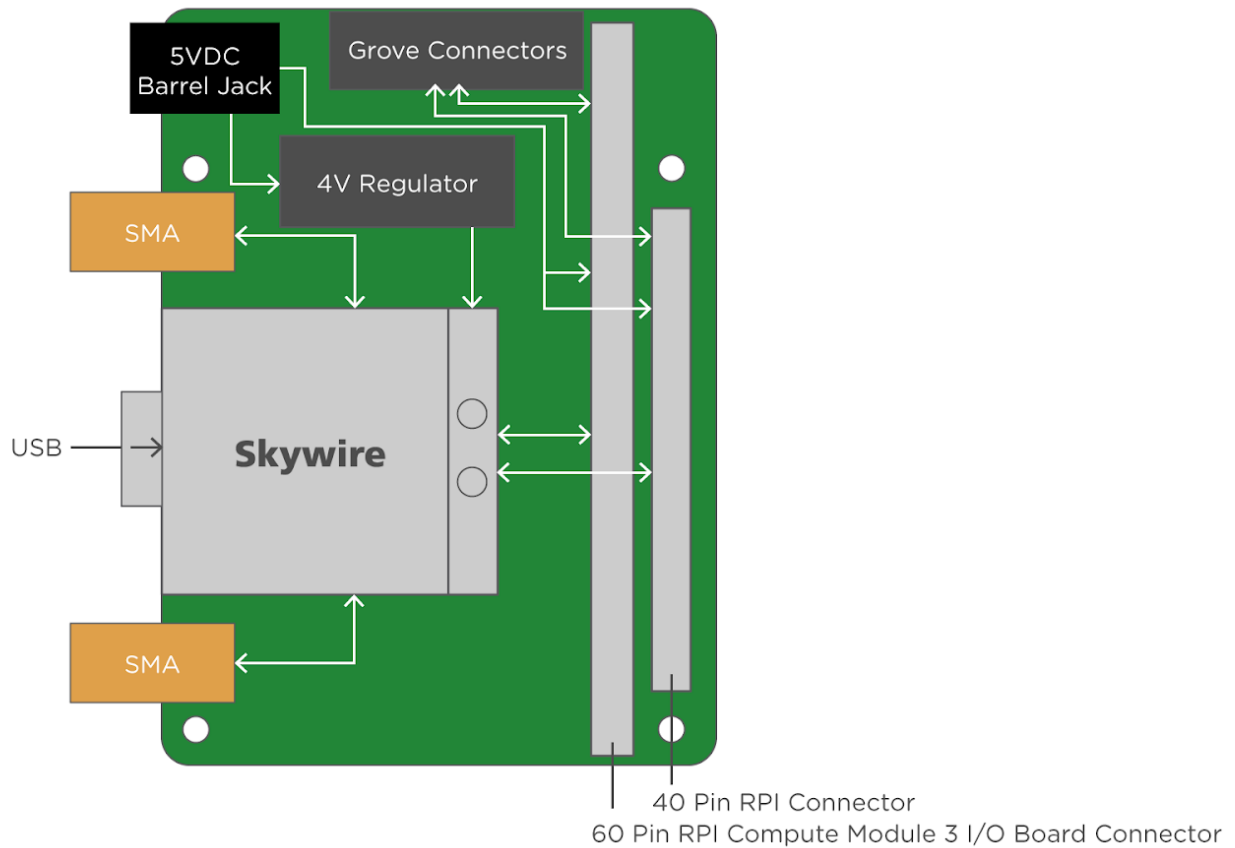 5VDC
Barrel Jack
Grove Connectors
4V Regulator
SMA
USB
Skywire
SMA
40 Pin RPI Connector
60 Pin RPI Compute Module 3 I/O Board Connector